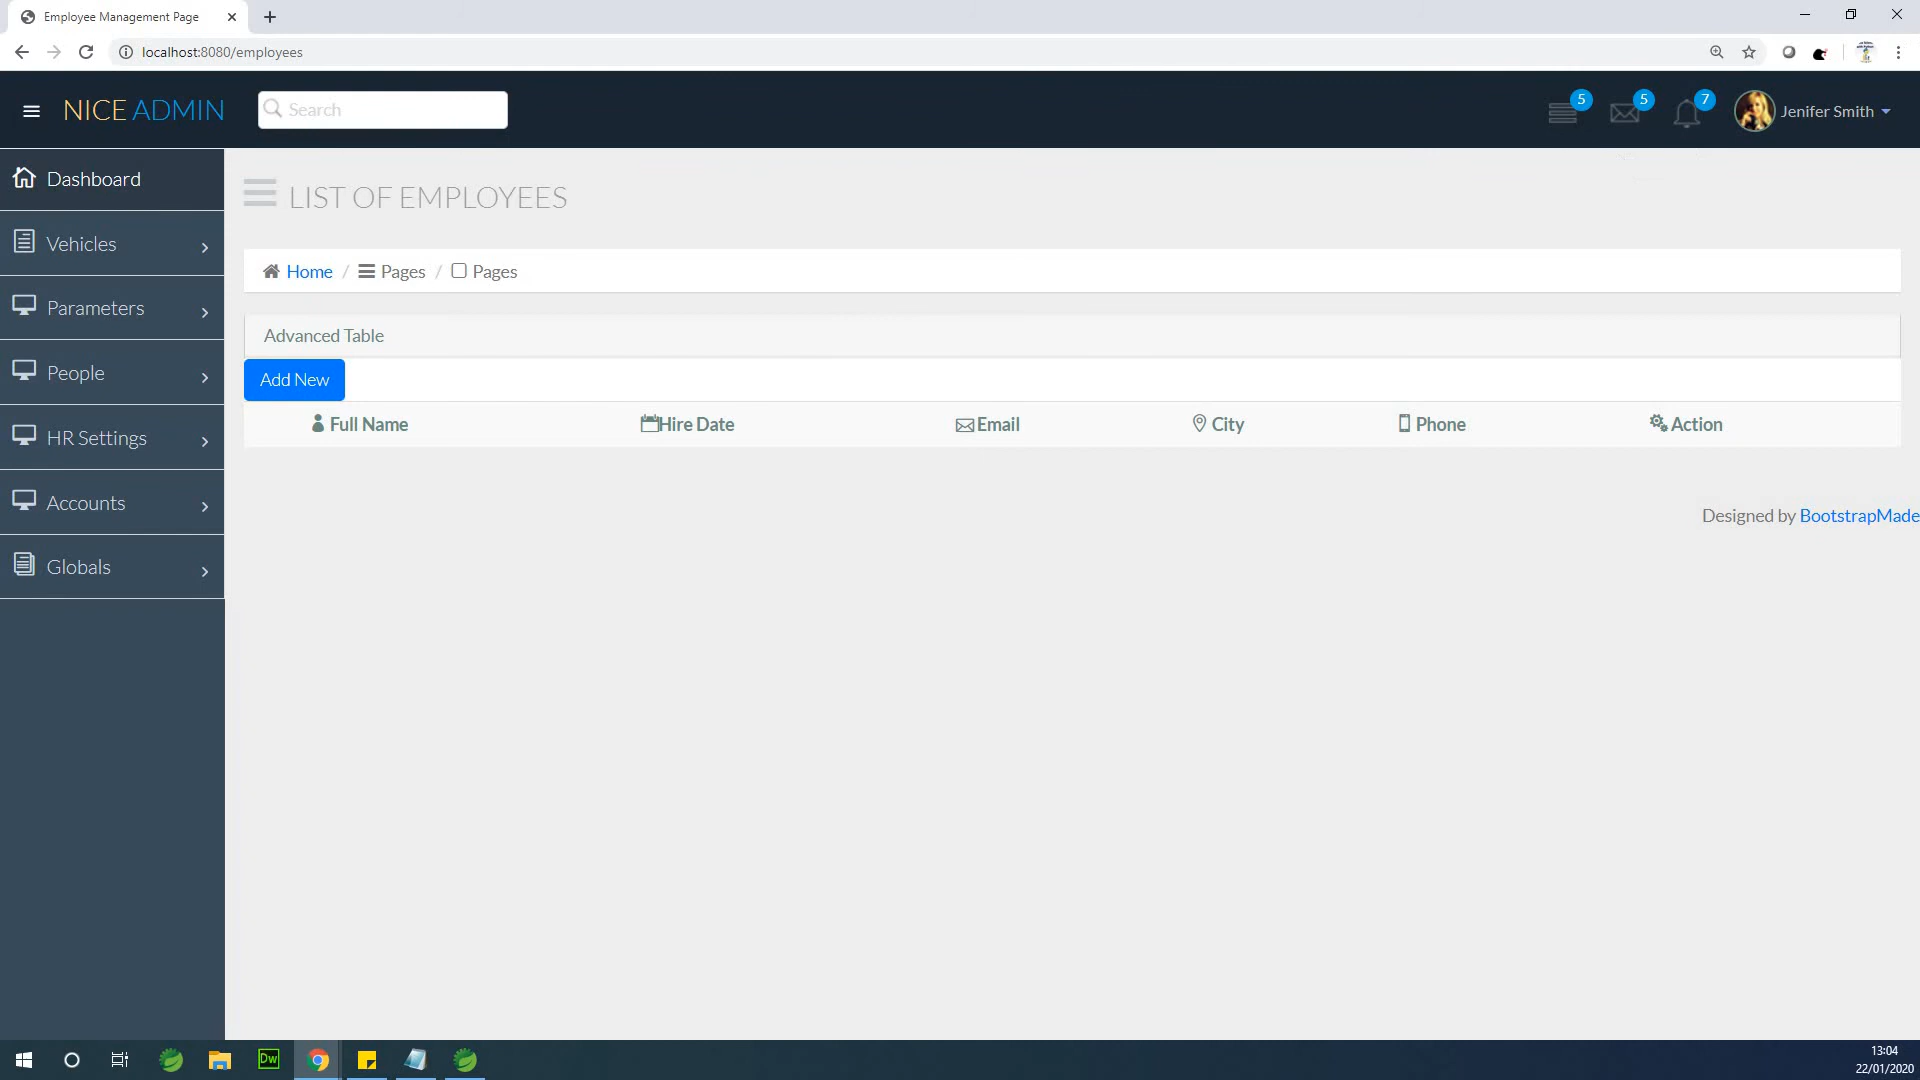 Employee Management Page
localhost:8080/employees
NICE ADMIN
Search
5
5
7
Jenifer Smith
Dashboard
Vehicles
Parameters
People
HR Settings
Accounts
Globals
LIST OF EMPLOYEES
Home / Pages / Pages
Advanced Table
Add New
Full Name Hire Date Email City Phone Action
Designed by BootstrapMade
Dw
13:04
22/01/2020